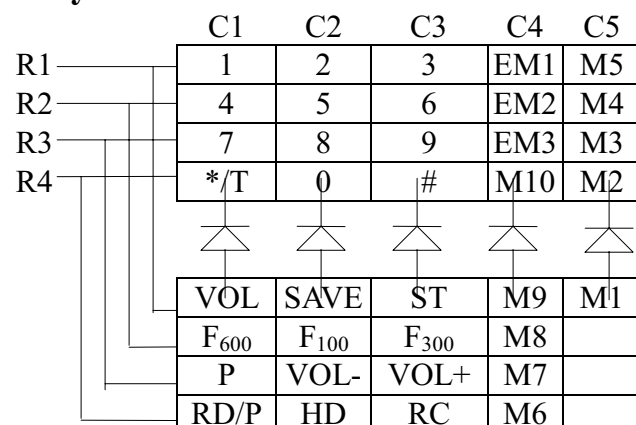 C1 C2 C3 C4 C5
R1 1 2 3 EM1 M5
R2 4 5 6 EM2 M4
R3 7 8 9 EM3 M3
R4 */T 0 # M10 M2
VOL SAVE ST M9 M1
F600 F100 F300 M8
P VOL- VOL+ M7
RD/P HD RC M6